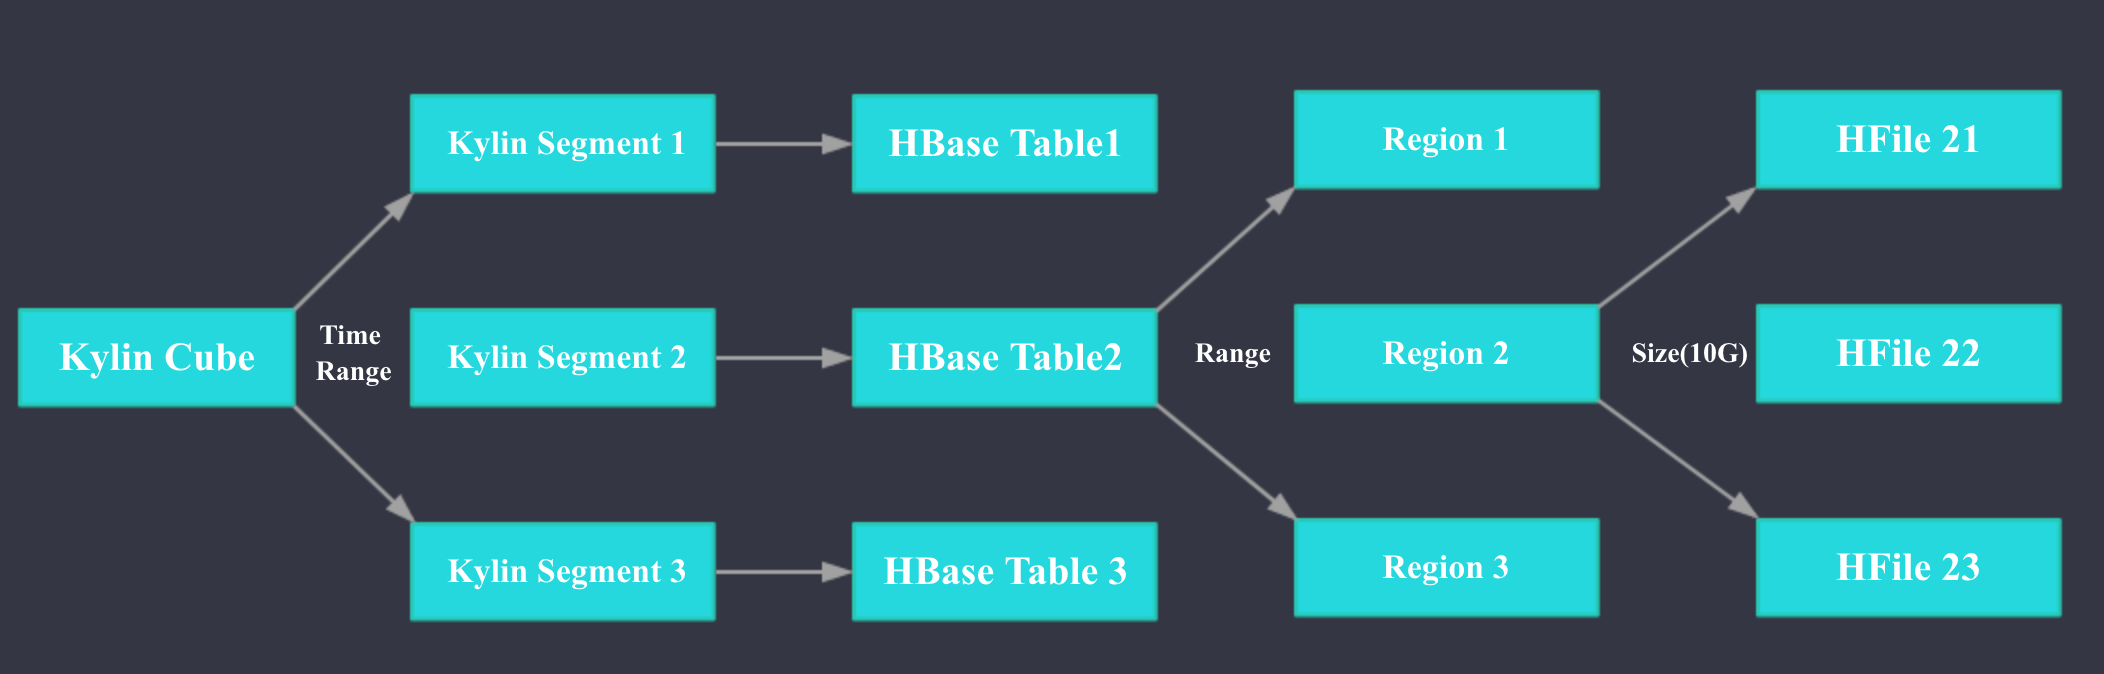 Kylin Segment 1
HBase Table1
Region 1
HFile 21
Kylin Cube
Time
Range
Kylin Segment 2
HBase Table2
Range
Region 2
Size(10G)
HFile 22
Kylin Segment 3
HBase Table 3
Region 3
HFile 23